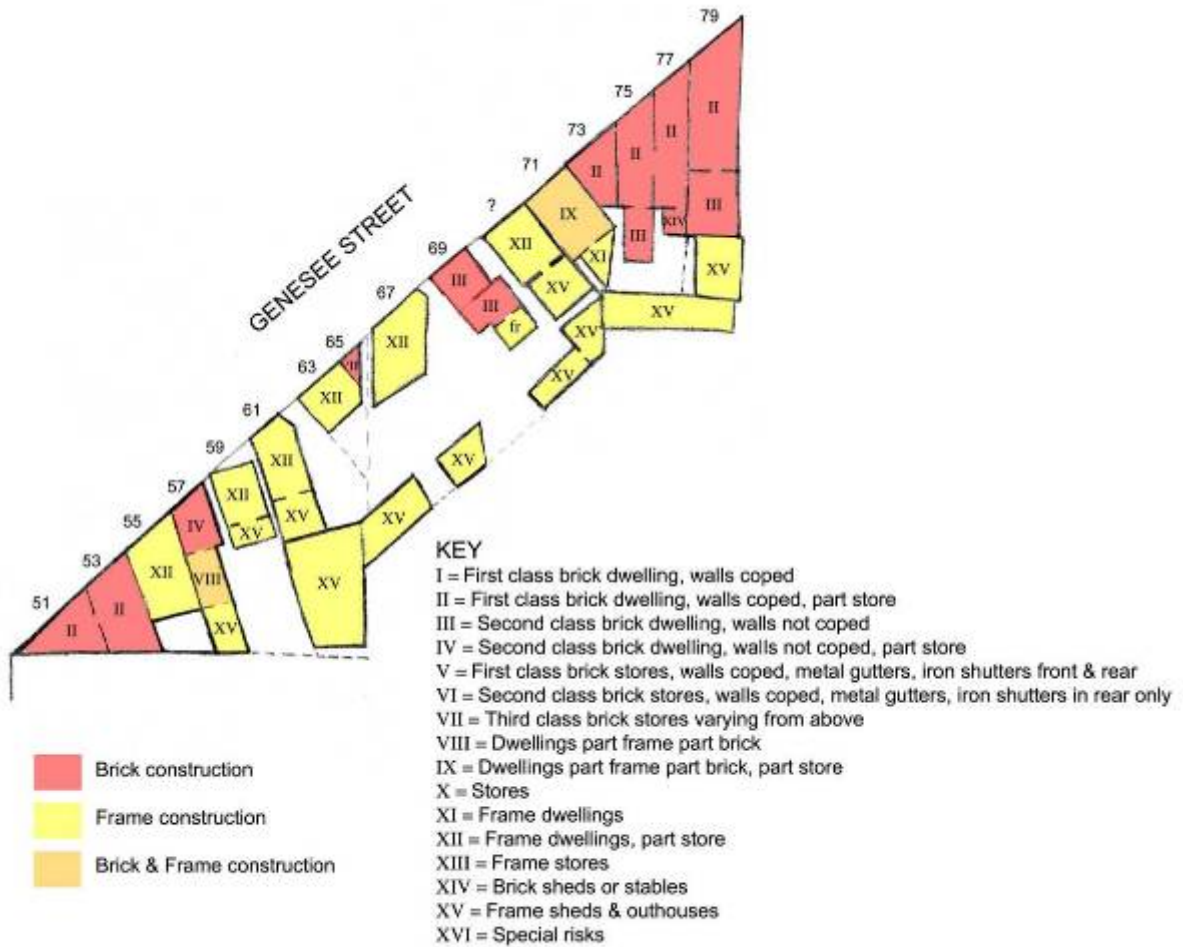 79
77
75
II
73
II
II
II
71
GENESEE STREET
?
IX
III
XIV
III
XII
XI
XV
69
III
III
XV
XV
67
fr
XV
65
XII
XV
63
XII
61
59
XII
XV
57
XII
XV
XV
55
IV
XV
53
XII
VIII
XV
51
II
II
XV
KEY
I = First class brick dwelling, walls coped
II = First class brick dwelling, walls coped, part store
III = Second class brick dwelling, walls not coped
IV = Second class brick dwelling, walls not coped, part store
V = First class brick stores, walls coped, metal gutters, iron shutters front & rear
VI = Second class brick stores, walls coped, metal gutters, iron shutters in rear only
VII = Third class brick stores varying from above
VIII = Dwellings part frame part brick
IX = Dwellings part frame part brick, part store
X = Stores
XI = Frame dwellings
XII = Frame dwellings, part store
XIII = Frame stores
XIV = Brick sheds or stables
XV = Frame sheds & outhouses
XVI = Special risks
Brick construction
Frame construction
Brick & Frame construction